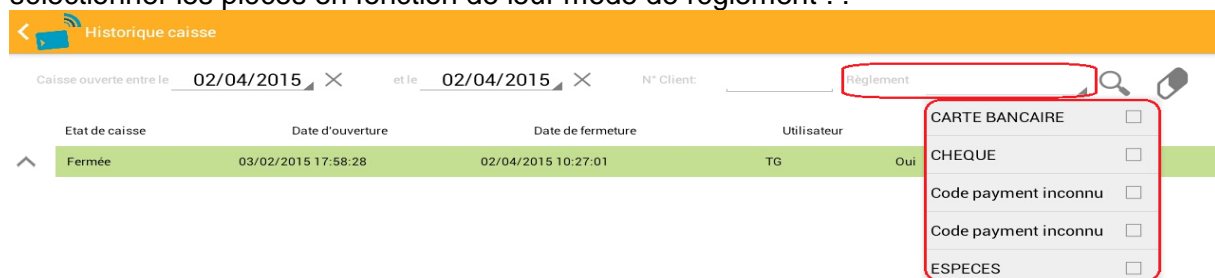 sélectionner les pièces en fonction de leur mode de règlement : .
Historique caisse
Caisse ouverte entre le 02/04/2015 et le 02/04/2015 N° Client: Règlement
Etat de caisse Date d'ouverture Date de fermeture Utilisateur
Fermée 03/02/2015 17:58:28 02/04/2015 10:27:01 TG Oui
CARTE BANCAIRE
CHEQUE
Code payment inconnu
Code payment inconnu
ESPECES